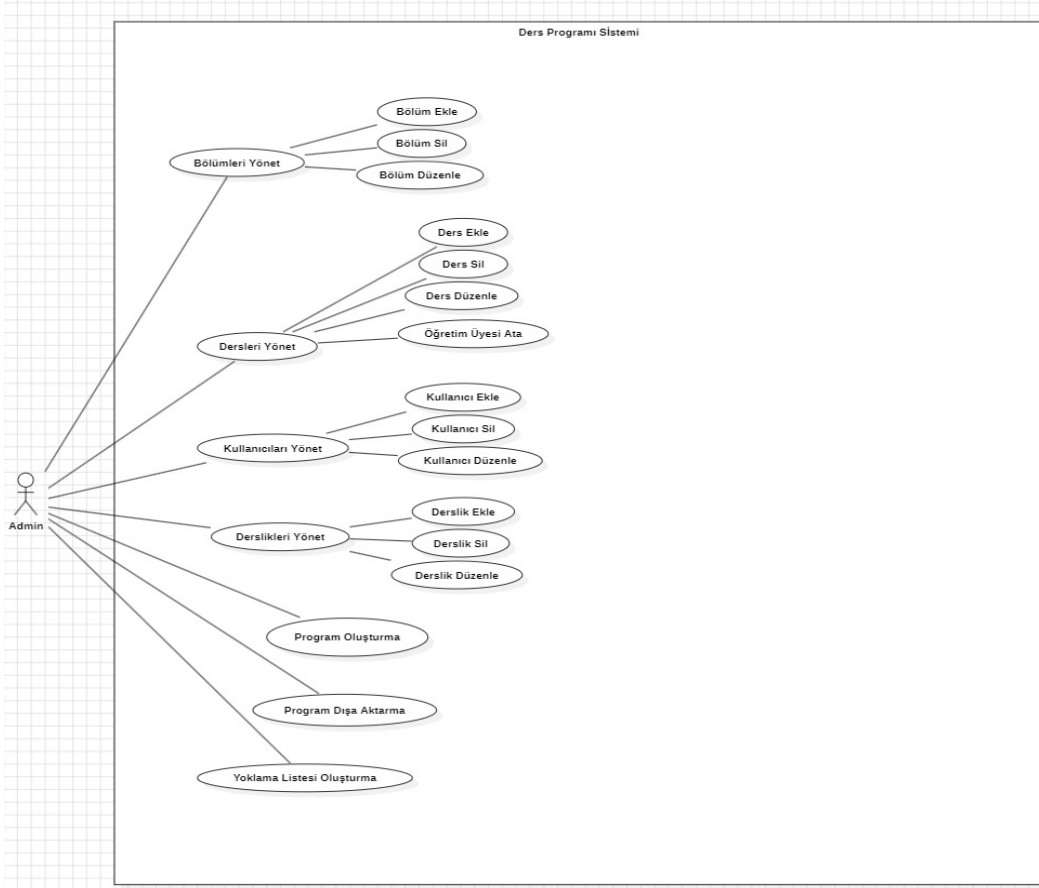 Ders Programı Sİstemi
Bölüm Ekle
Bölüm Sil
Bölümleri Yönet
Bölüm Düzenle
Ders Ekle
Ders Sil
Ders Düzenle
Öğretim Üyesi Ata
Dersleri Yönet
Kullanıcı Ekle
Kullanıcı Sil
Kullanıcıları Yönet
Kullanıcı Düzenle
Derslik Ekle
Admin
Derslikleri Yönet
Derslik Sil
Derslik Düzenle
Program Oluşturma
Program Dışa Aktarma
Yoklama Listesi Oluşturma